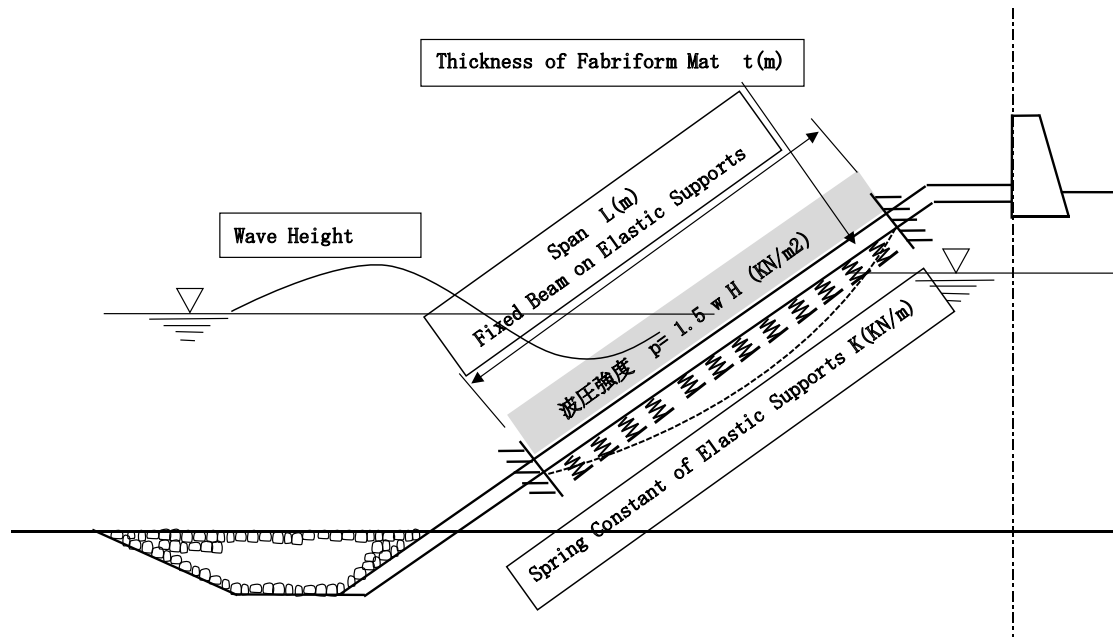 Thickness of Fabriform Mat t(m)
Wave Height
Span L(m)
Fixed Beam on Elastic Supports
波圧強度 p= 1.5 w H (KN/m2)
Spring Constant of Elastic Supports K(KN/m)